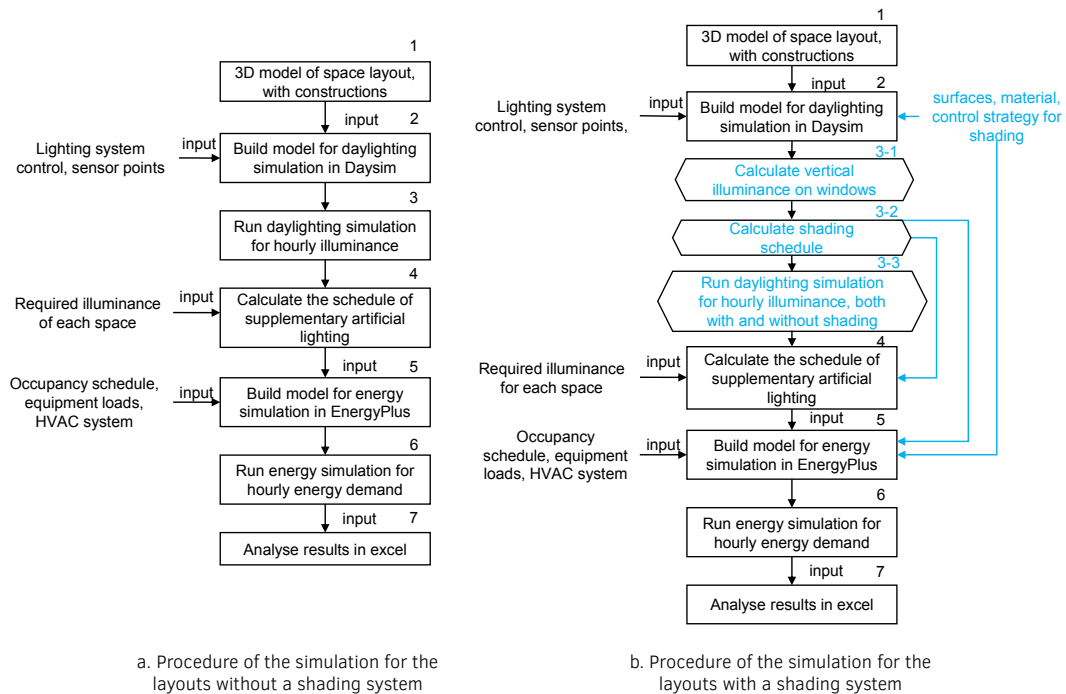 1
3D model of space layout,
with constructions
input
2
Lighting system
control, sensor points
input
Build model for daylighting
simulation in Daysim
3
Run daylighting simulation
for hourly illuminance
4
Required illuminance
of each space
input
Calculate the schedule of
supplementary artificial
lighting
input
5
Occupancy schedule,
equipment loads,
HVAC system
input
Build model for energy
simulation in EnergyPlus
6
Run energy simulation for
hourly energy demand
input
7
Analyse results in excel
a. Procedure of the simulation for the
layouts without a shading system
1
3D model of space layout,
with constructions
input
2
Lighting system
control, sensor points,
input
Build model for daylighting
simulation in Daysim
surfaces, material,
control strategy for
shading
3-1
Calculate vertical
illuminance on windows
3-2
Calculate shading
schedule
3-3
Run daylighting simulation
for hourly illuminance, both
with and without shading
4
Required illuminance
for each space
input
Calculate the schedule of
supplementary artificial
lighting
input
5
Occupancy
schedule, equipment
loads, HVAC system
input
Build model for energy
simulation in EnergyPlus
6
Run energy simulation for
hourly energy demand
input
7
Analyse results in excel
b. Procedure of the simulation for the
layouts with a shading system